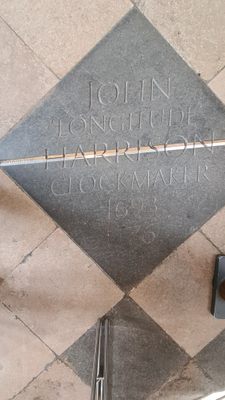 JOHN
'LONGITUDE'
HARRISON
CLOCKMAKER
1693